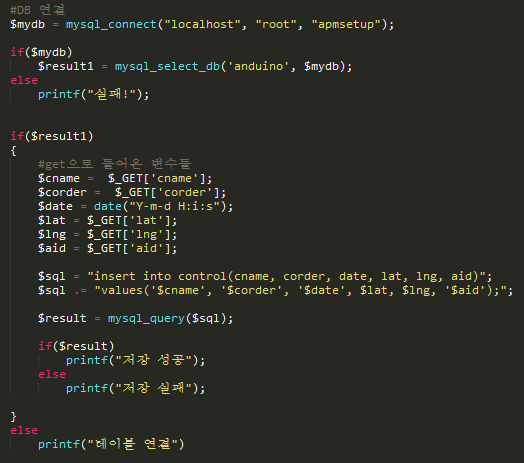 #DB 연결
$mydb = mysql_connect("localhost", "root", "apmsetup");
if($mydb)
$result1 = mysql_select_db('anduino', $mydb);
else
printf("실패!");
if($result1)
{
#get으로 들어온 변수들
$cname =  $_GET['cname'];
$corder =  $_GET['corder'];
$date = date("Y-m-d H:i:s");
$lat = $_GET['lat'];
$lng = $_GET['lng'];
$aid = $_GET['aid'];
$sql = "insert into control(cname, corder, date, lat, lng, aid)";
$sql .= "values('$cname', '$corder', '$date', $lat, $lng, '$aid');";
$result = mysql_query($sql);
if($result)
printf("저장 성공");
else
printf("저장 실패");
}
else
printf("테이블 연결")